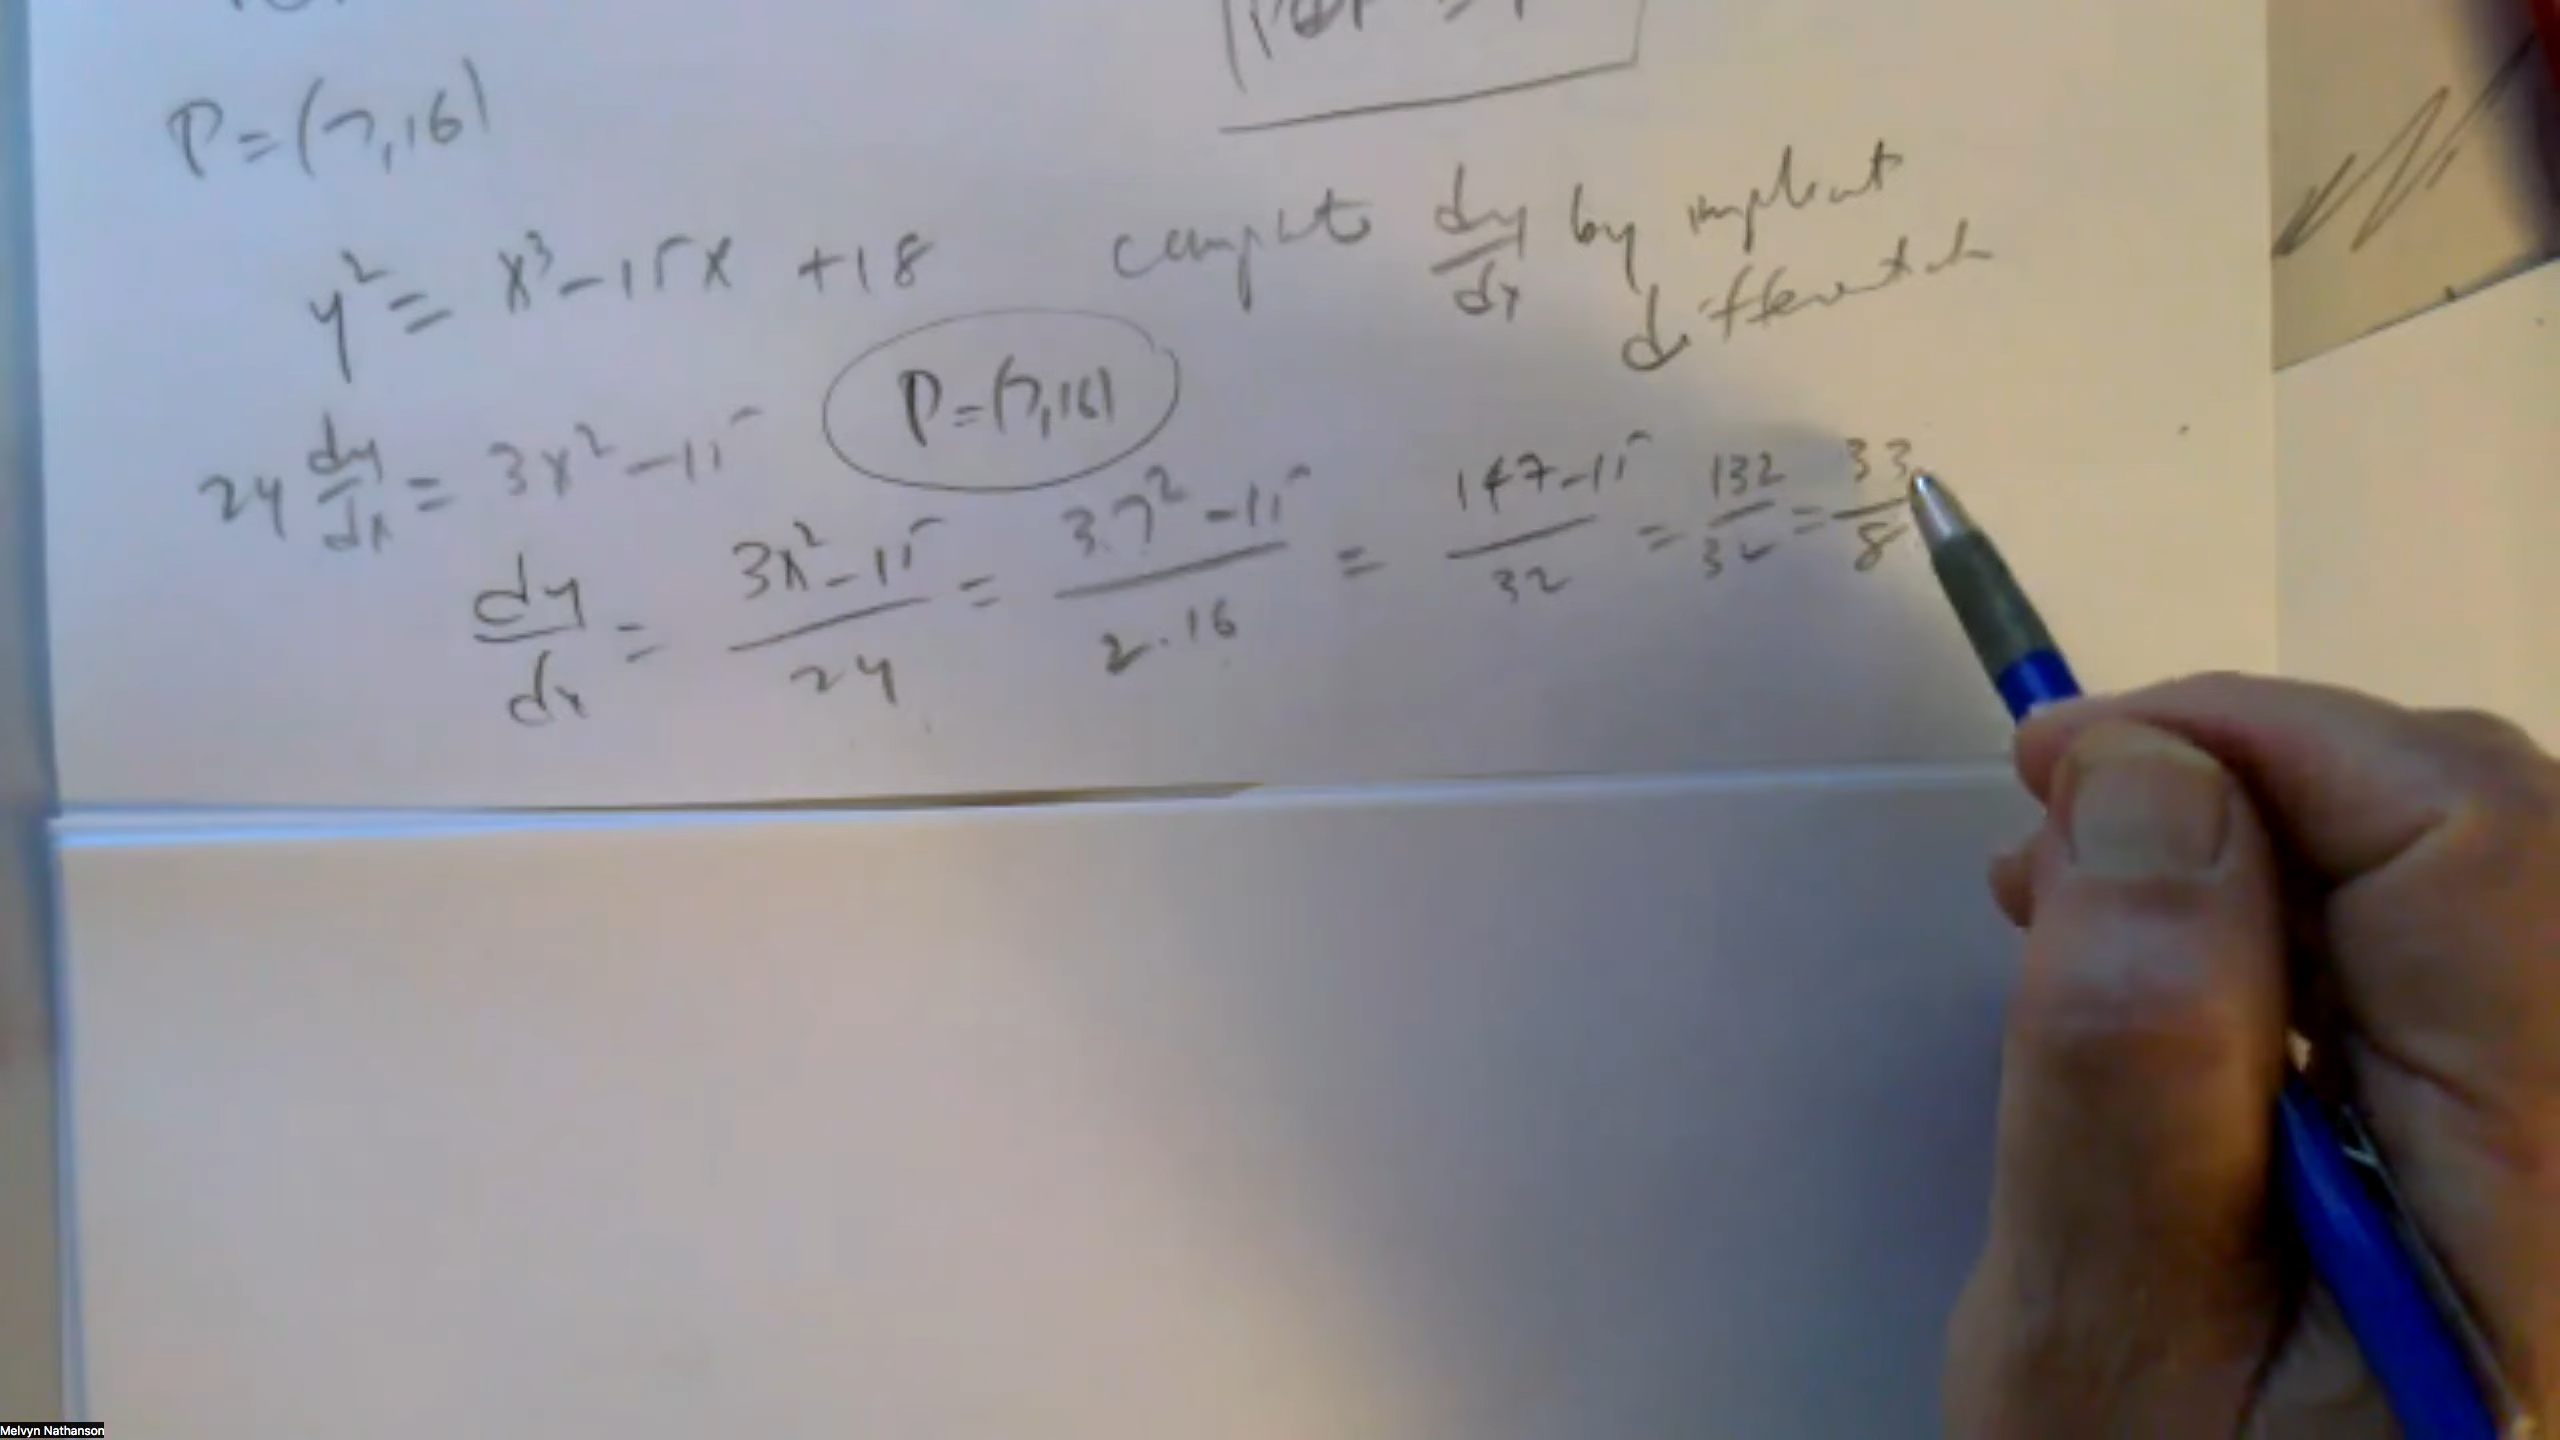 P = (7,16)
y² = x³ - 15x + 18 compute dy/dx by implicit
differentiation
2y dy/dx = 3x² - 15 P = (7,16)
dy/dx = (3x² - 15)/2y = (3·7² - 15)/(2·16) = (147 - 15)/32 = 132/32 = 33/8
Melvyn Nathanson